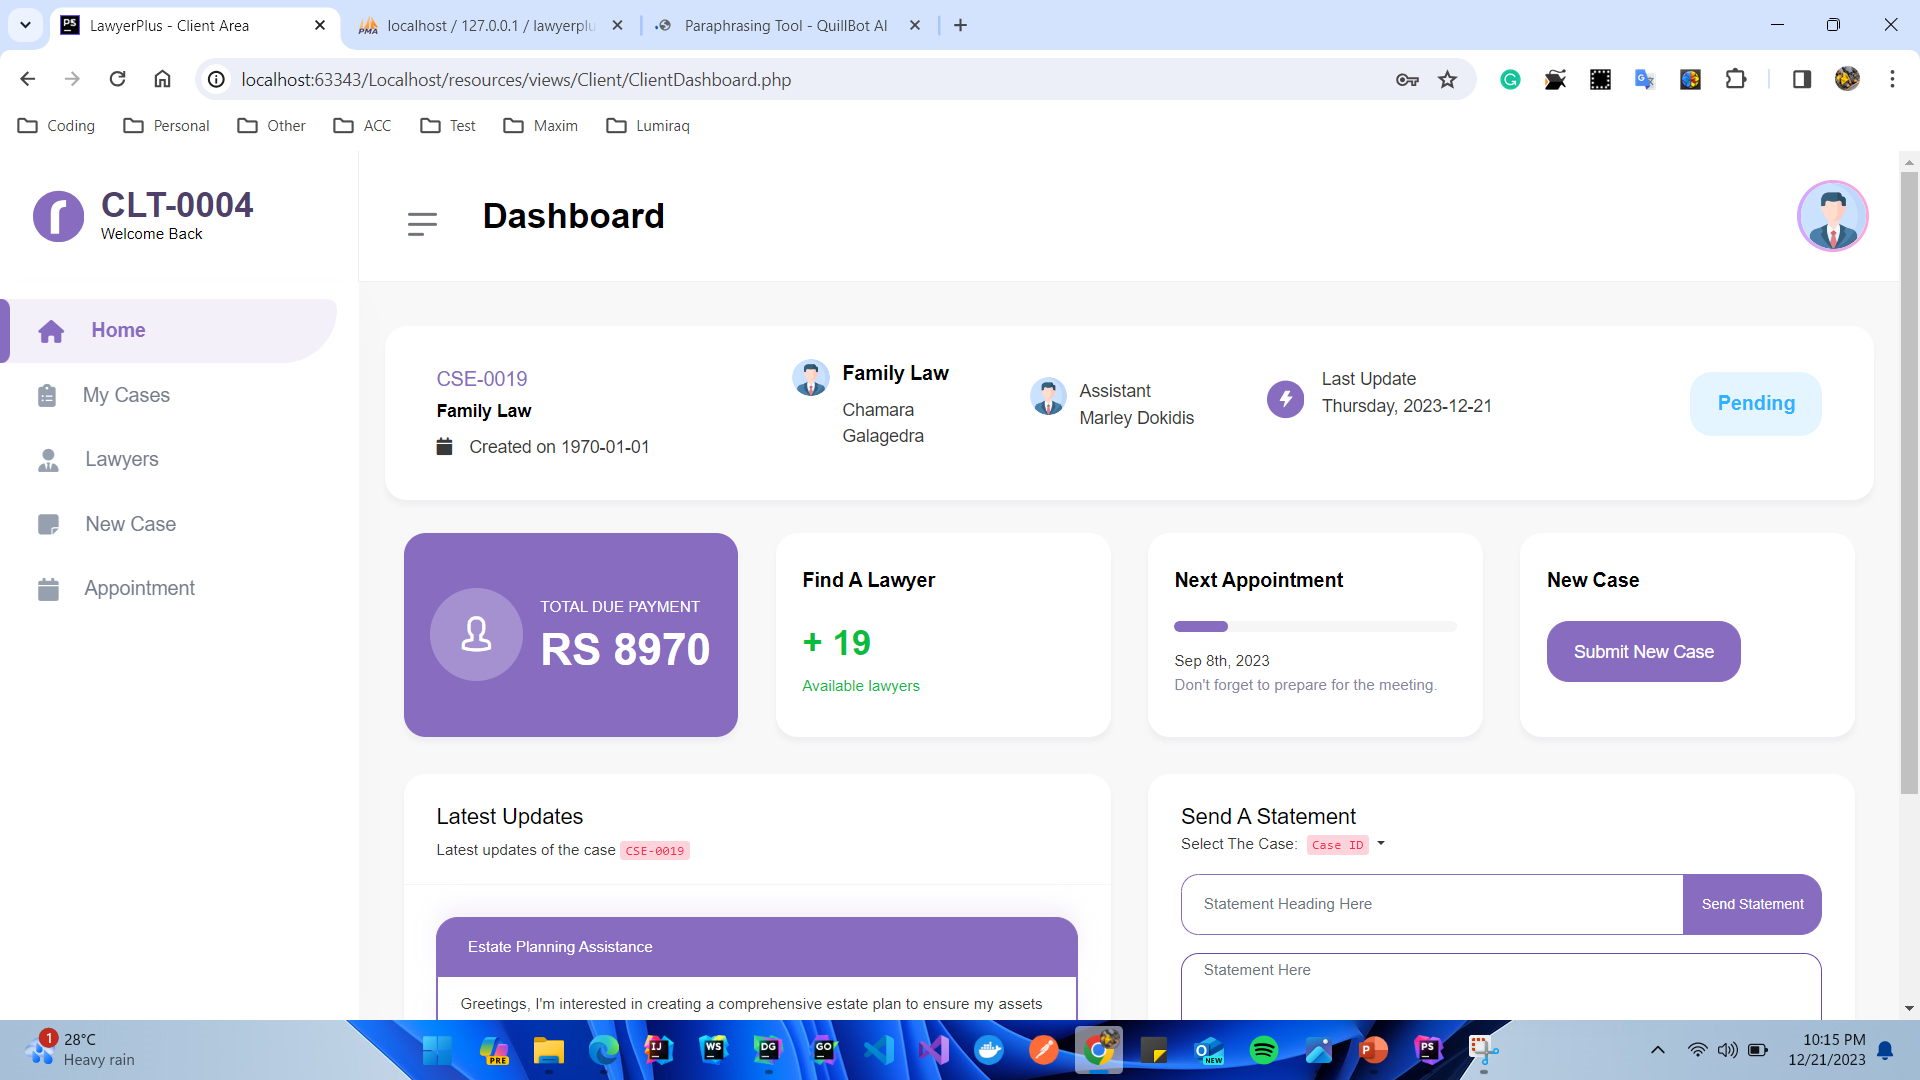 LawyerPlus - Client Area
localhost / 127.0.0.1 / lawyerplu
Paraphrasing Tool - QuillBot AI
localhost:63343/Localhost/resources/views/Client/ClientDashboard.php
Coding
Personal
Other
ACC
Test
Maxim
Lumiraq
CLT-0004
Welcome Back
Dashboard
Home
My Cases
Lawyers
New Case
Appointment
CSE-0019
Family Law
Created on 1970-01-01
Family Law
Chamara
Galagedra
Assistant
Marley Dokidis
Last Update
Thursday, 2023-12-21
Pending
TOTAL DUE PAYMENT
RS 8970
Find A Lawyer
+ 19
Available lawyers
Next Appointment
Sep 8th, 2023
Don't forget to prepare for the meeting.
New Case
Submit New Case
Latest Updates
Latest updates of the case CSE-0019
Estate Planning Assistance
Greetings, I'm interested in creating a comprehensive estate plan to ensure my assets
Send A Statement
Select The Case: Case ID
Statement Heading Here
Send Statement
Statement Here
1
28°C
Heavy rain
PRE
IJ
WS
DG
GO
NEW
P
PS
10:15 PM
12/21/2023